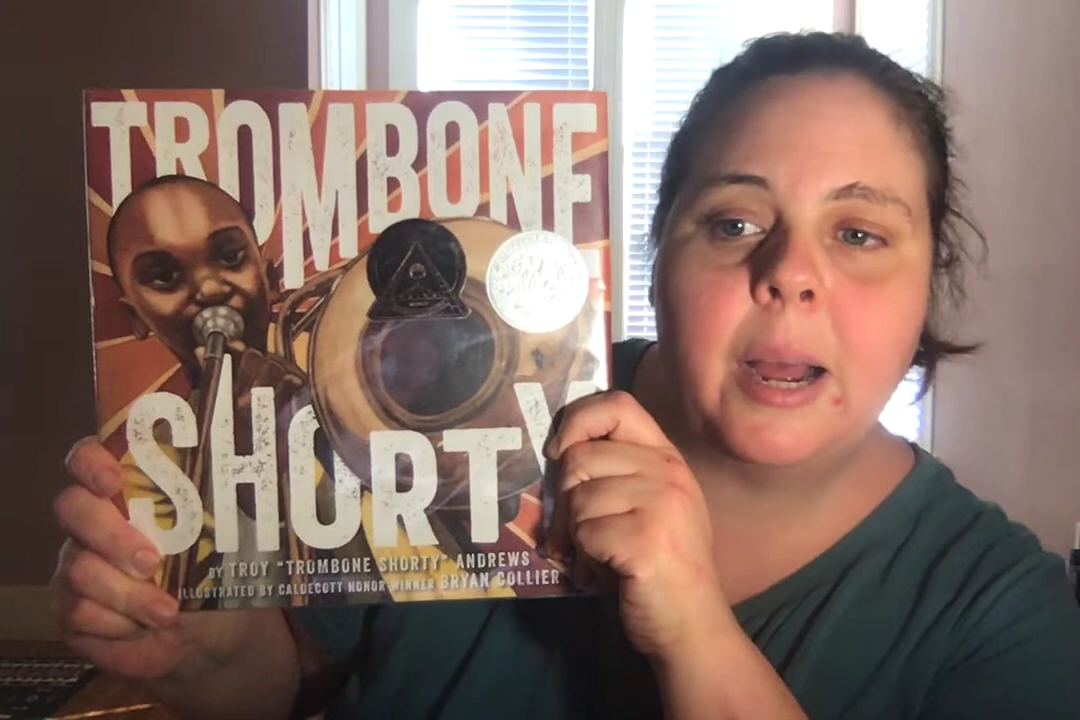 TROMBONE
SHORTY
BY TROY "TROMBONE SHORTY" ANDREWS
ILLUSTRATED BY CALDECOTT HONOR WINNER BRYAN COLLIER